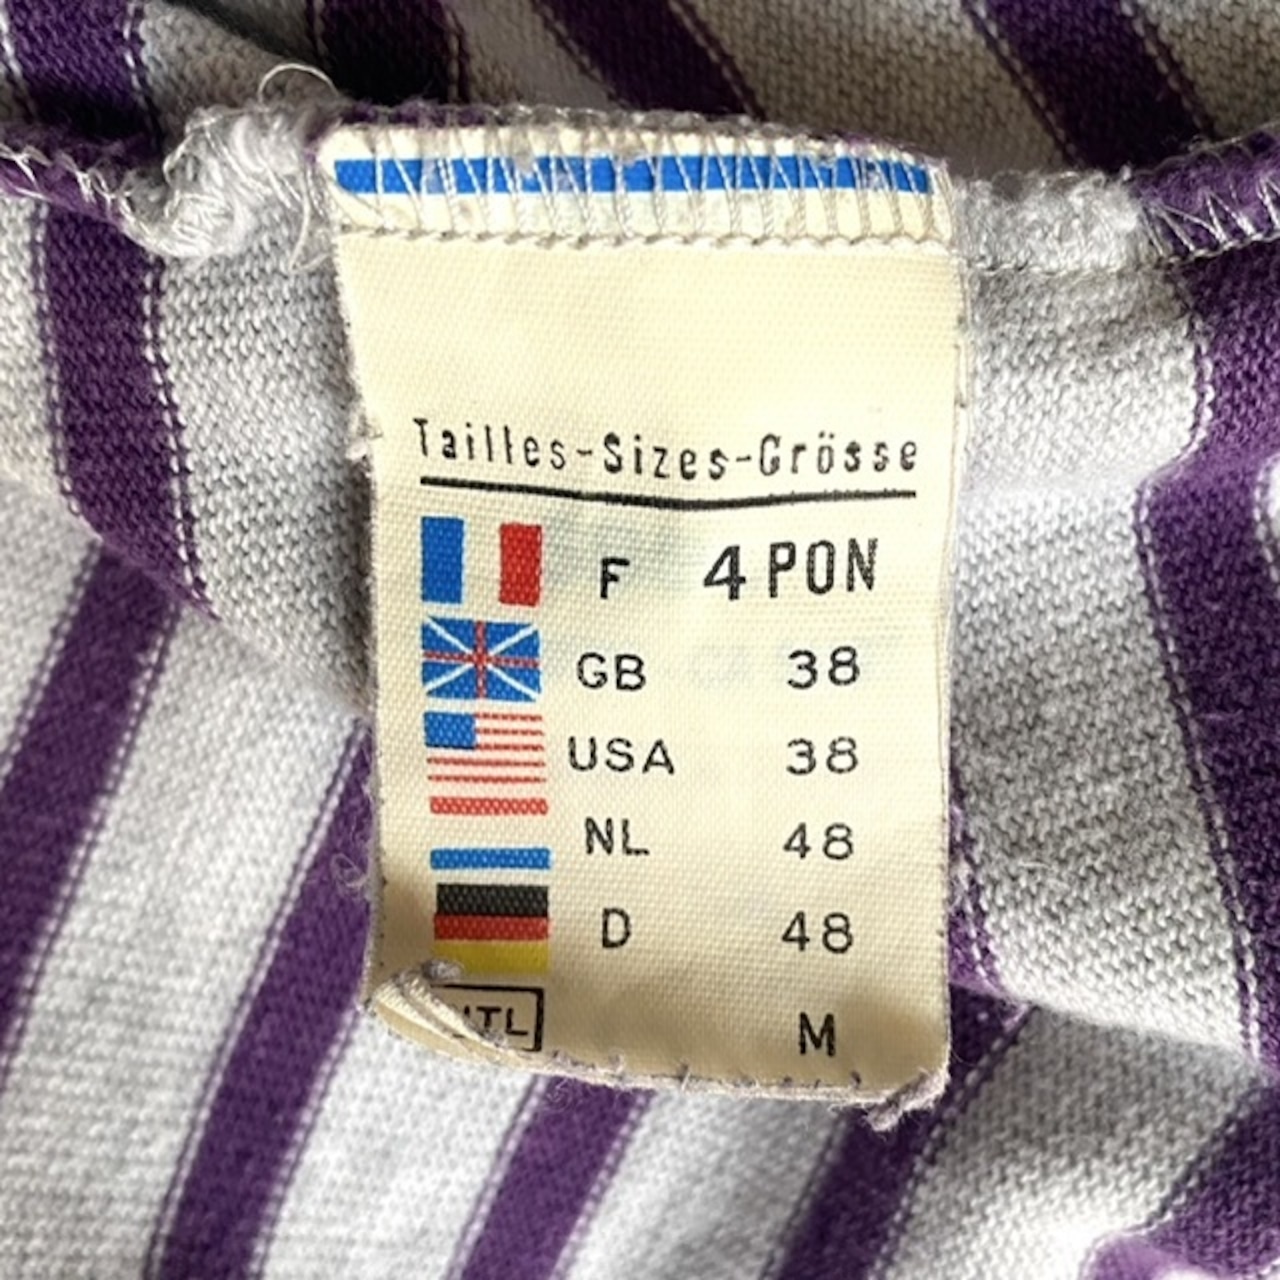 Tailles-Sizes-Grösse
F 4 PON
GB 38
USA 38
NL 48
D 48
M